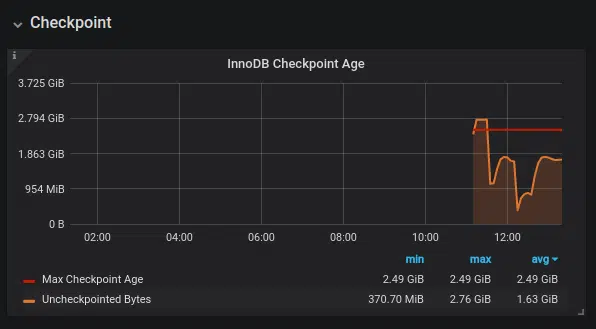 Checkpoint
i
InnoDB Checkpoint Age
3.725 GiB
2.794 GiB
1.863 GiB
954 MiB
0 B
02:00 04:00 06:00 08:00 10:00 12:00
min max avg
Max Checkpoint Age 2.49 GiB 2.49 GiB 2.49 GiB
Uncheckpointed Bytes 370.70 MiB 2.76 GiB 1.63 GiB